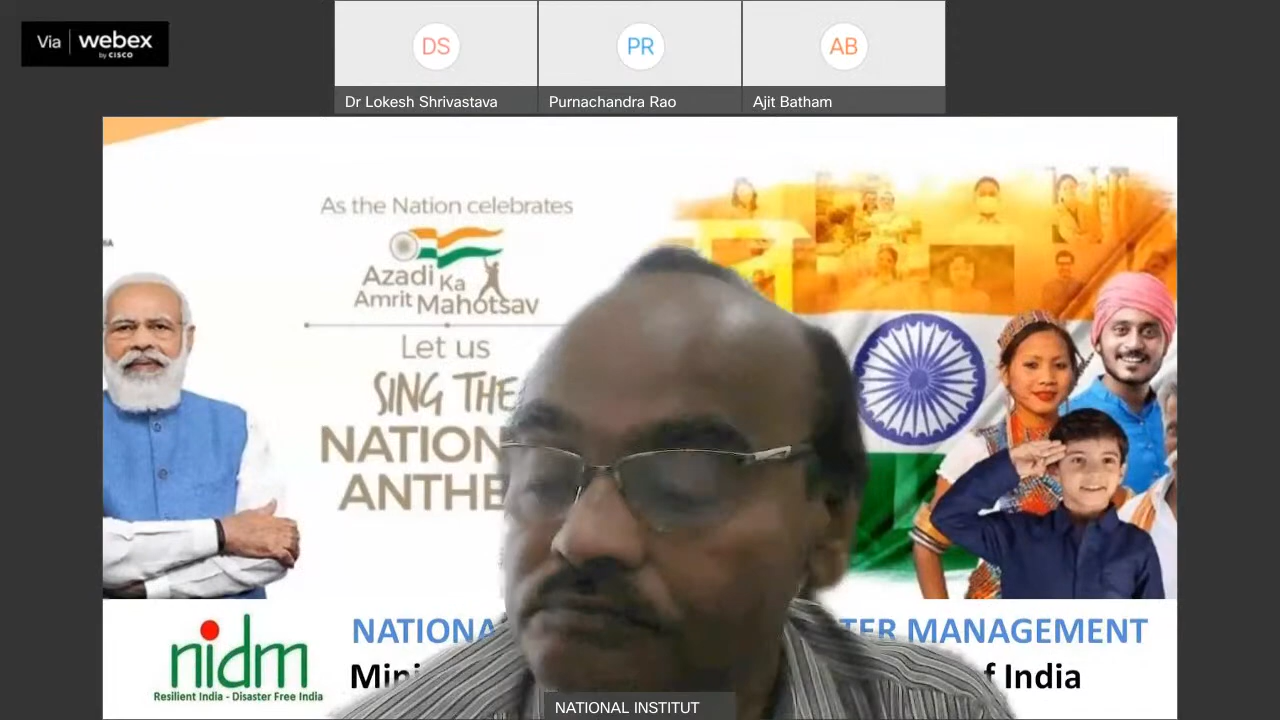 Via webex
by CISCO
DS
PR
AB
Dr Lokesh Shrivastava
Purnachandra Rao
Ajit Batham
As the Nation celebrates
Azadi Ka
Amrit Mahotsav
Let us
SING THE
NATION
ANTHE
nidm
Resilient India - Disaster Free India
NATIONA TER MANAGEMENT
Mini f India
NATIONAL INSTITUT